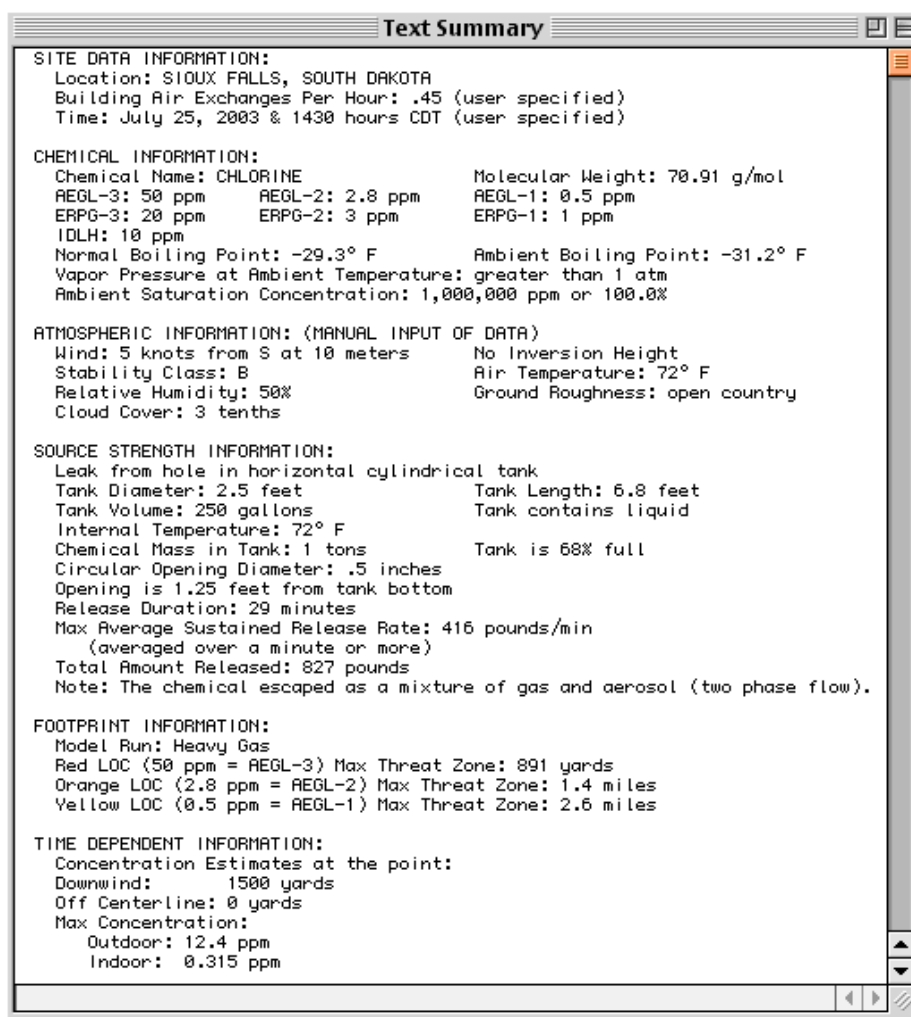 Text Summary
SITE DATA INFORMATION:
Location: SIOUX FALLS, SOUTH DAKOTA
Building Air Exchanges Per Hour: .45 (user specified)
Time: July 25, 2003 & 1430 hours CDT (user specified)
CHEMICAL INFORMATION:
Chemical Name: CHLORINE Molecular Weight: 70.91 g/mol
AEGL-3: 50 ppm AEGL-2: 2.8 ppm AEGL-1: 0.5 ppm
ERPG-3: 20 ppm ERPG-2: 3 ppm ERPG-1: 1 ppm
IDLH: 10 ppm
Normal Boiling Point: -29.3° F Ambient Boiling Point: -31.2° F
Vapor Pressure at Ambient Temperature: greater than 1 atm
Ambient Saturation Concentration: 1,000,000 ppm or 100.0%
ATMOSPHERIC INFORMATION: (MANUAL INPUT OF DATA)
Wind: 5 knots from S at 10 meters No Inversion Height
Stability Class: B Air Temperature: 72° F
Relative Humidity: 50% Ground Roughness: open country
Cloud Cover: 3 tenths
SOURCE STRENGTH INFORMATION:
Leak from hole in horizontal cylindrical tank
Tank Diameter: 2.5 feet Tank Length: 6.8 feet
Tank Volume: 250 gallons Tank contains liquid
Internal Temperature: 72° F
Chemical Mass in Tank: 1 tons Tank is 68% full
Circular Opening Diameter: .5 inches
Opening is 1.25 feet from tank bottom
Release Duration: 29 minutes
Max Average Sustained Release Rate: 416 pounds/min
(averaged over a minute or more)
Total Amount Released: 827 pounds
Note: The chemical escaped as a mixture of gas and aerosol (two phase flow).
FOOTPRINT INFORMATION:
Model Run: Heavy Gas
Red LOC (50 ppm = AEGL-3) Max Threat Zone: 891 yards
Orange LOC (2.8 ppm = AEGL-2) Max Threat Zone: 1.4 miles
Yellow LOC (0.5 ppm = AEGL-1) Max Threat Zone: 2.6 miles
TIME DEPENDENT INFORMATION:
Concentration Estimates at the point:
Downwind: 1500 yards
Off Centerline: 0 yards
Max Concentration:
Outdoor: 12.4 ppm
Indoor: 0.315 ppm